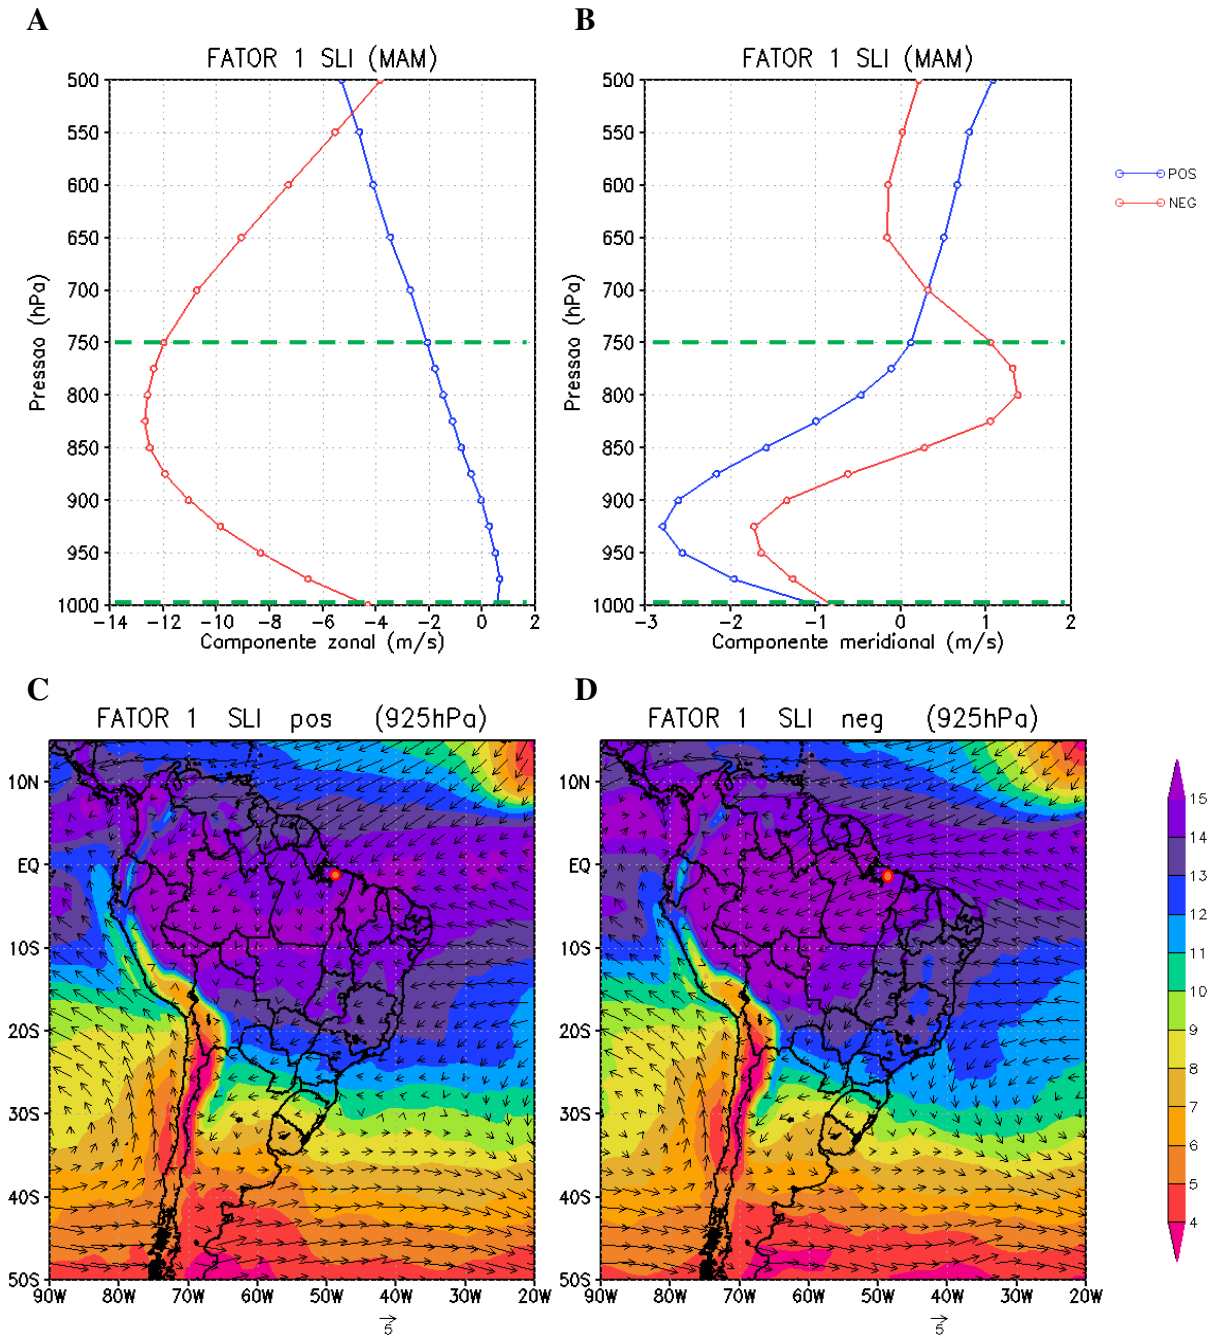 A
B
FATOR 1 SLI (MAM)
FATOR 1 SLI (MAM)
500
550
600
650
700
750
800
850
900
950
1000
Pressao (hPa)
−14 −12 −10 −8 −6 −4 −2 0 2
Componente zonal (m/s)
500
550
600
650
700
750
800
850
900
950
1000
Pressao (hPa)
−3 −2 −1 0 1 2
Componente meridional (m/s)
POS
NEG
C
D
FATOR 1 SLI pos (925hPa)
FATOR 1 SLI neg (925hPa)
10N
EQ
10S
20S
30S
40S
50S
90W 80W 70W 60W 50W 40W 30W 20W
5
10N
EQ
10S
20S
30S
40S
50S
90W 80W 70W 60W 50W 40W 30W 20W
5
15
14
13
12
11
10
9
8
7
6
5
4